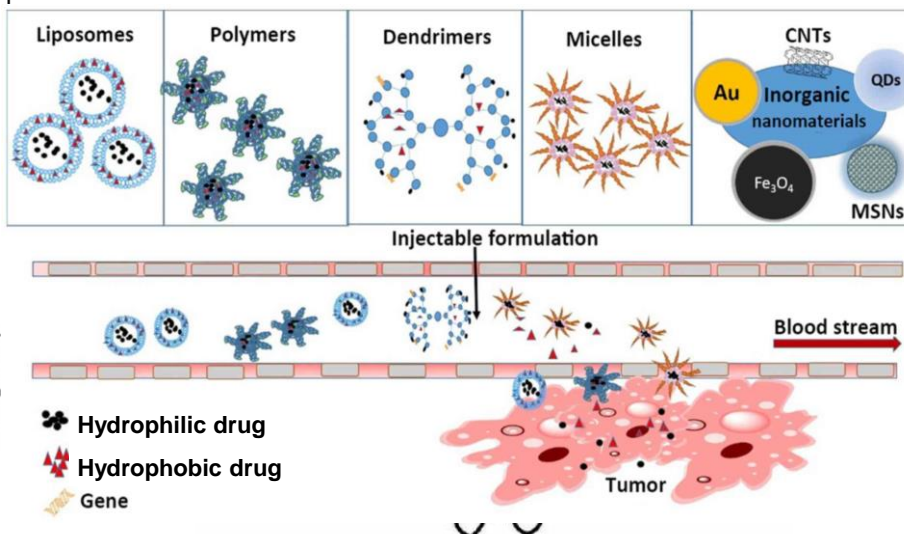 Liposomes
Polymers
Dendrimers
Micelles
CNTs
Au
QDs
Inorganic
nanomaterials
Fe₃O₄
MSNs
Injectable formulation
Blood stream
Hydrophilic drug
Hydrophobic drug
Gene
Tumor